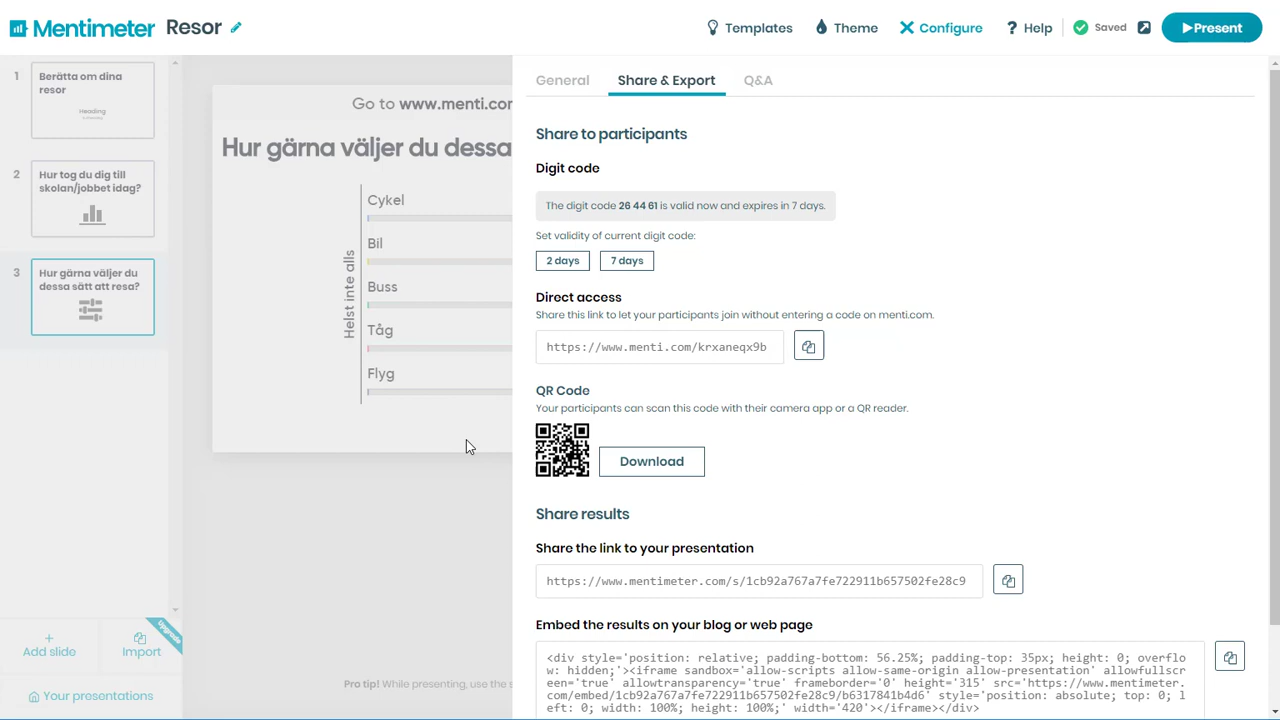 Mentimeter Resor
Templates Theme Configure ? Help Saved Present
1 Berätta om dina
resor
Heading
2 Hur tog du dig till
skolan/jobbet idag?
3 Hur gärna väljer du
dessa sätt att resa?
+
Add slide
Import
Upgrade
Your presentations
Go to www.menti.con
Hur gärna väljer du dessa
Helst inte alls
Cykel
Bil
Buss
Tåg
Flyg
Pro tip! While presenting, use the s
General Share & Export Q&A
Share to participants
Digit code
The digit code 26 44 61 is valid now and expires in 7 days.
Set validity of current digit code:
2 days 7 days
Direct access
Share this link to let your participants join without entering a code on menti.com.
https://www.menti.com/krxaneqx9b
QR Code
Your participants can scan this code with their camera app or a QR reader.
Download
Share results
Share the link to your presentation
https://www.mentimeter.com/s/1cb92a767a7fe722911b657502fe28c9
Embed the results on your blog or web page
<div style='position: relative; padding-bottom: 56.25%; padding-top: 35px; height: 0; overflo
w: hidden;'><iframe sandbox='allow-scripts allow-same-origin allow-presentation' allowfullscr
een='true' allowtransparency='true' frameborder='0' height='315' src='https://www.mentimeter.
com/embed/1cb92a767a7fe722911b657502fe28c9/b6317841b4d6' style='position: absolute; top: 0; l
eft: 0; width: 100%; height: 100%;' width='420'></iframe></div>